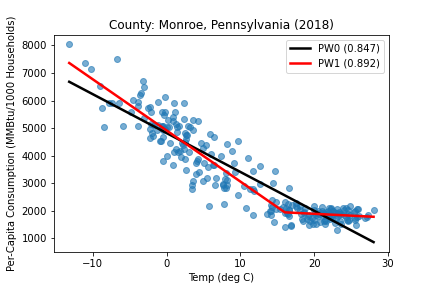 County: Monroe, Pennsylvania (2018)
PW0 (0.847)
PW1 (0.892)
Per-Capita Consumption (MMBtu/1000 Households)
8000
7000
6000
5000
4000
3000
2000
1000
−10
0
10
20
30
Temp (deg C)